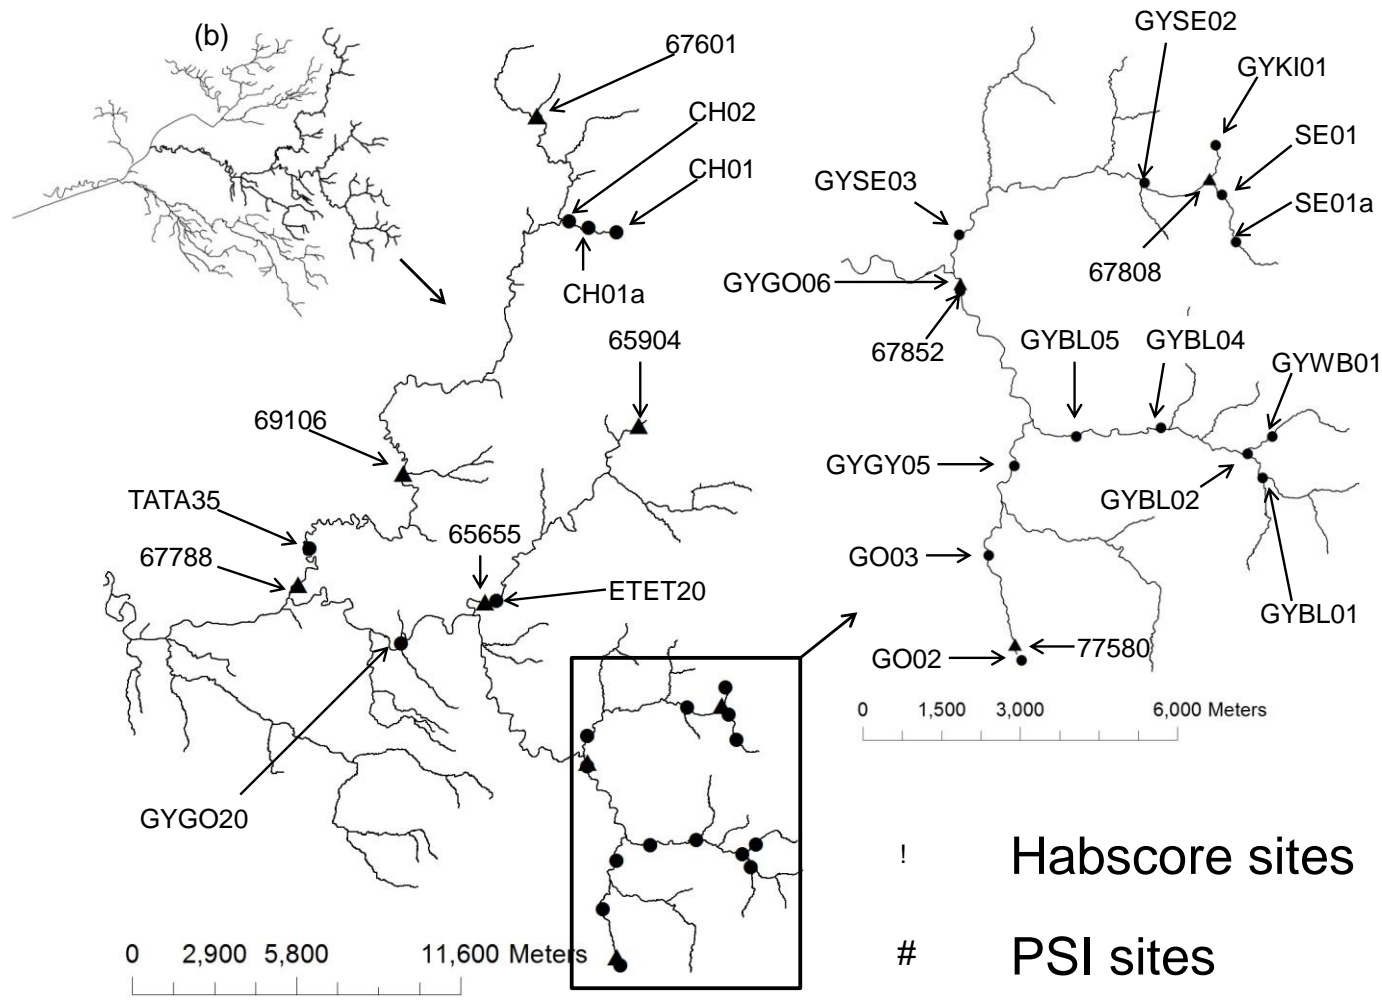 (b)
67601
CH02
CH01
CH01a
65904
69106
TATA35
67788
65655
ETET20
GYGO20
0 2,900 5,800 11,600 Meters
GYSE02
GYKI01
SE01
GYSE03
SE01a
GYGO06
67808
67852
GYBL05
GYBL04
GYWB01
GYGY05
GYBL02
GO03
GYBL01
GO02
77580
0 1,500 3,000 6,000 Meters
! Habscore sites
# PSI sites